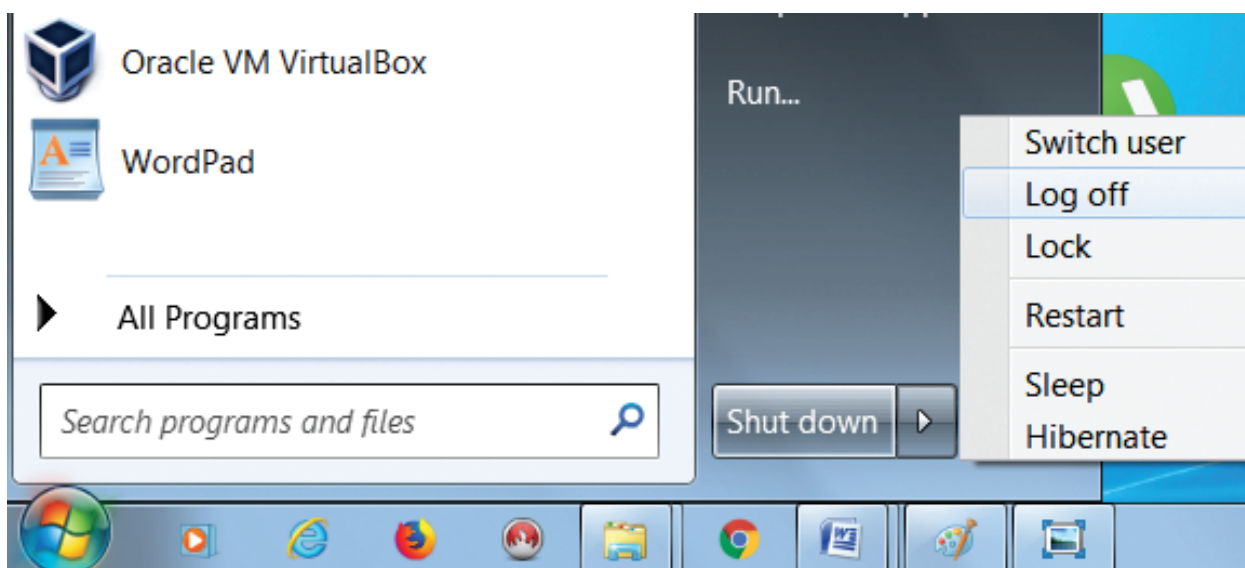 Oracle VM VirtualBox
WordPad
All Programs
Search programs and files
Run...
Shut down
Switch user
Log off
Lock
Restart
Sleep
Hibernate